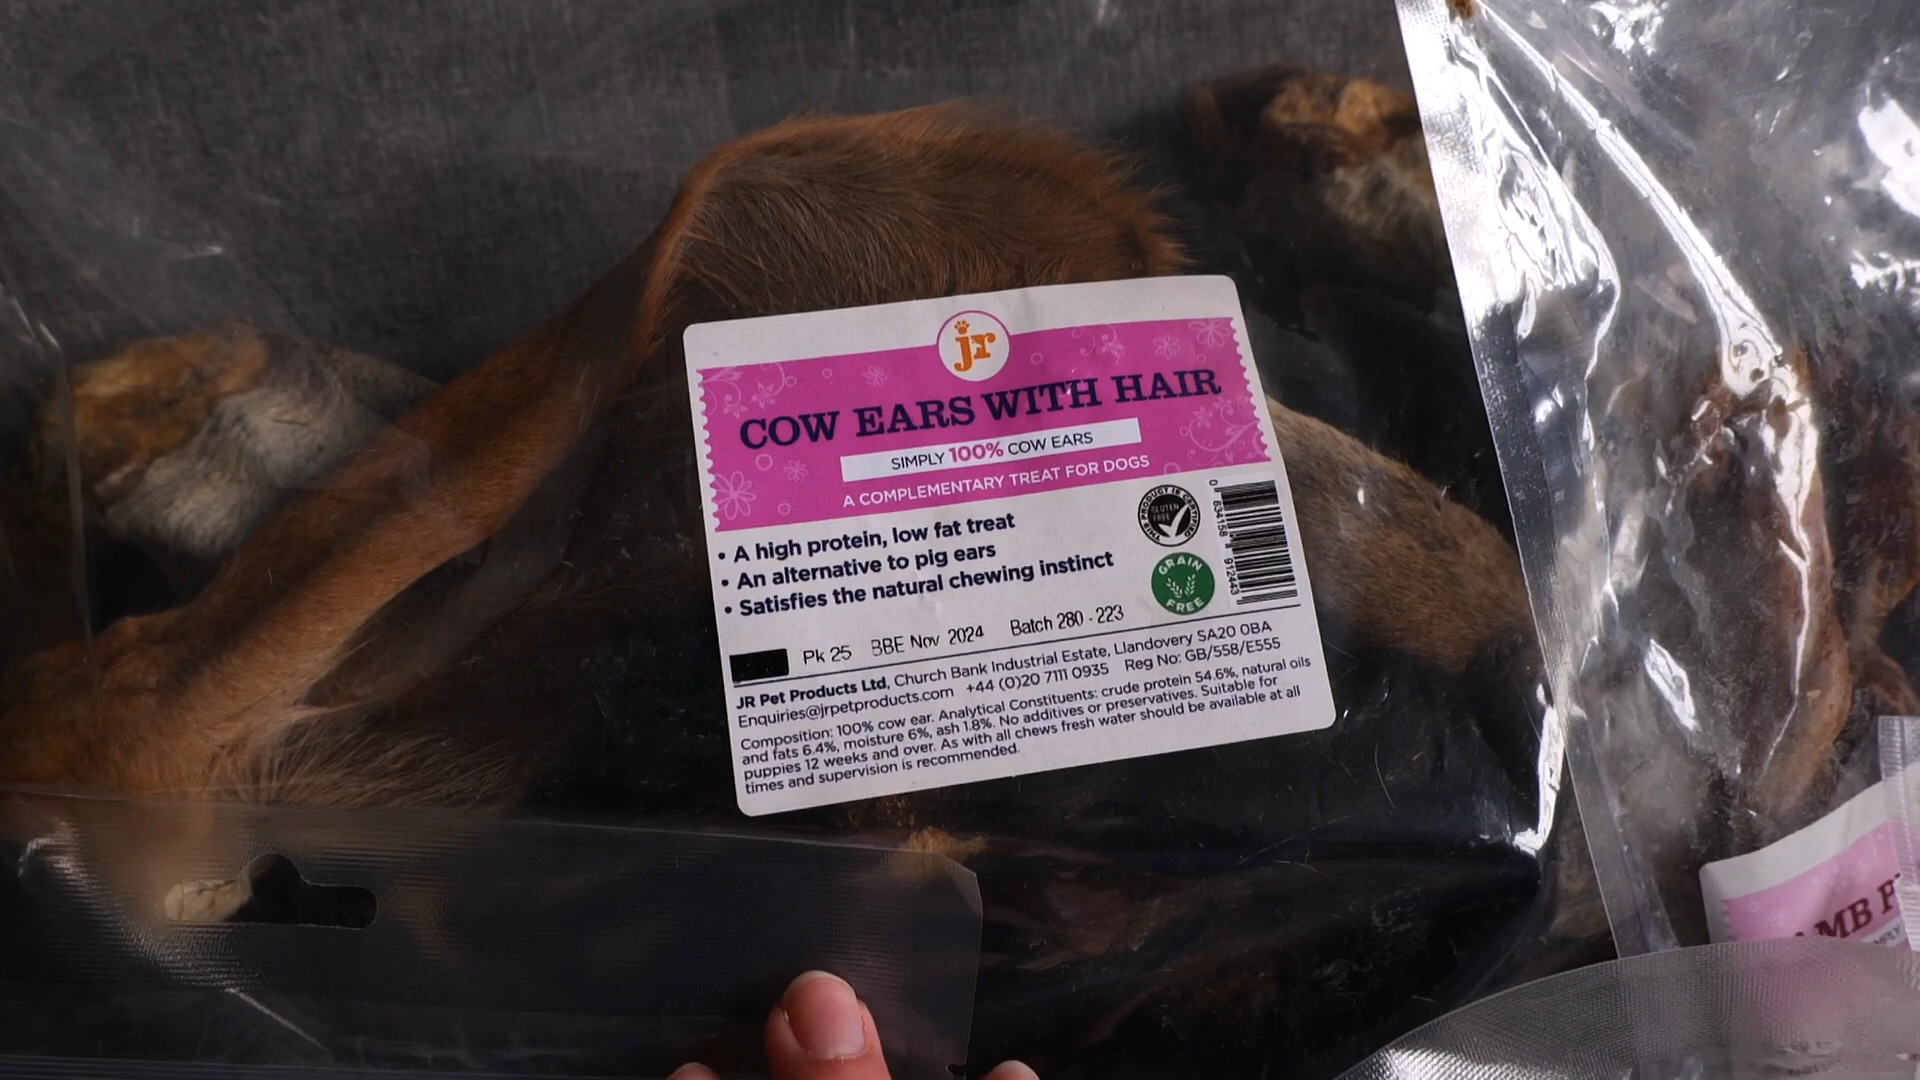 jr
COW EARS WITH HAIR
SIMPLY 100% COW EARS
A COMPLEMENTARY TREAT FOR DOGS
• A high protein, low fat treat
• An alternative to pig ears
• Satisfies the natural chewing instinct
THIS PRODUCT IS CERTIFIED
GLUTEN
FREE
GRAIN
FREE
0 634158 912443
Pk 25 BBE Nov 2024 Batch 280 - 223
JR Pet Products Ltd, Church Bank Industrial Estate, Llandovery SA20 0BA
Enquiries@jrpetproducts.com +44 (0)20 7111 0935 Reg No: GB/558/E555
Composition: 100% cow ear. Analytical Constituents: crude protein 54.6%, natural oils
and fats 6.4%, moisture 6%, ash 1.8%. No additives or preservatives. Suitable for
puppies 12 weeks and over. As with all chews fresh water should be available at all
times and supervision is recommended.
MB